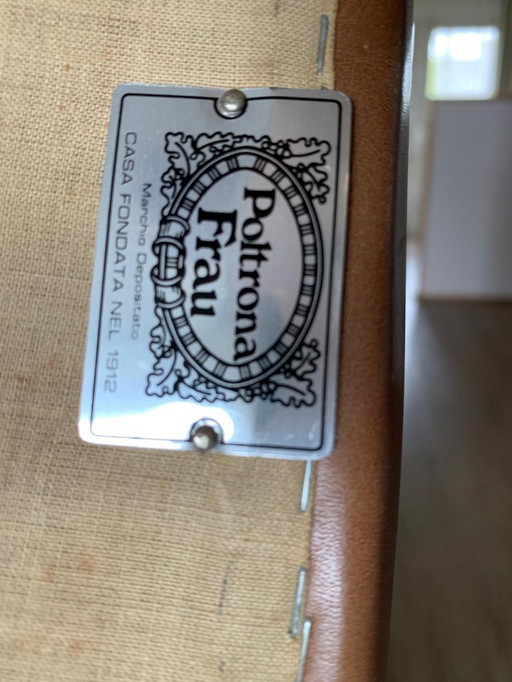 Poltrona
Frau
Marchio Depositato
CASA FONDATA NEL 1912